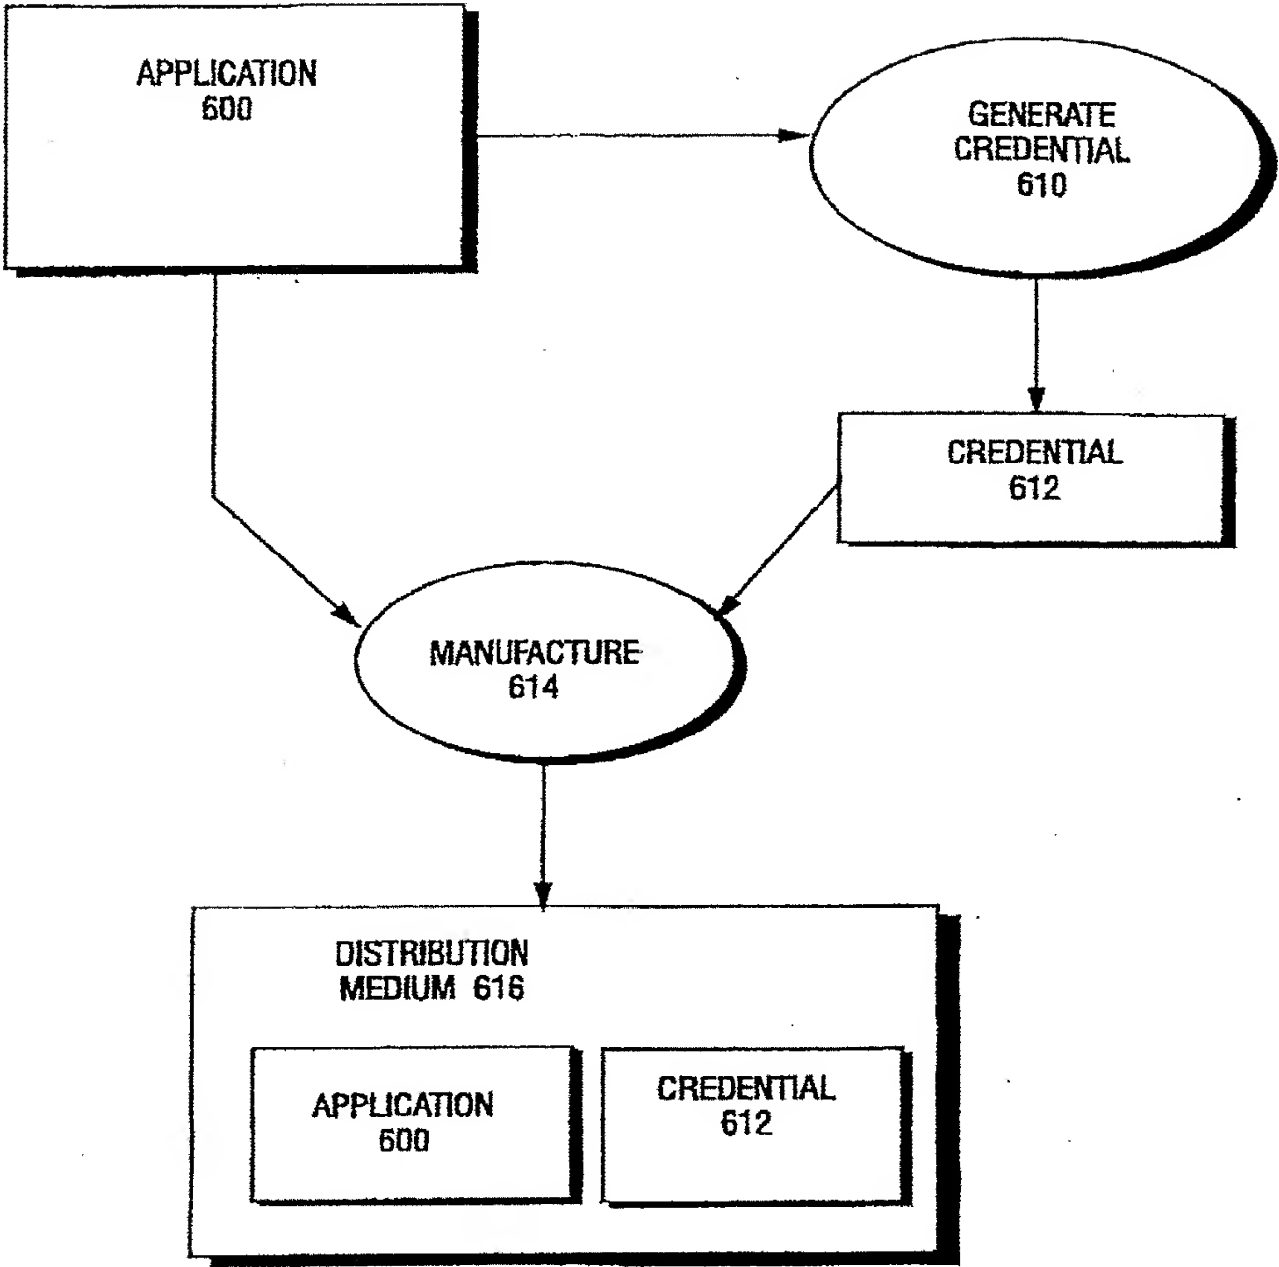 APPLICATION
600
GENERATE
CREDENTIAL
610
CREDENTIAL
612
MANUFACTURE
614
DISTRIBUTION
MEDIUM 616
APPLICATION
600
CREDENTIAL
612